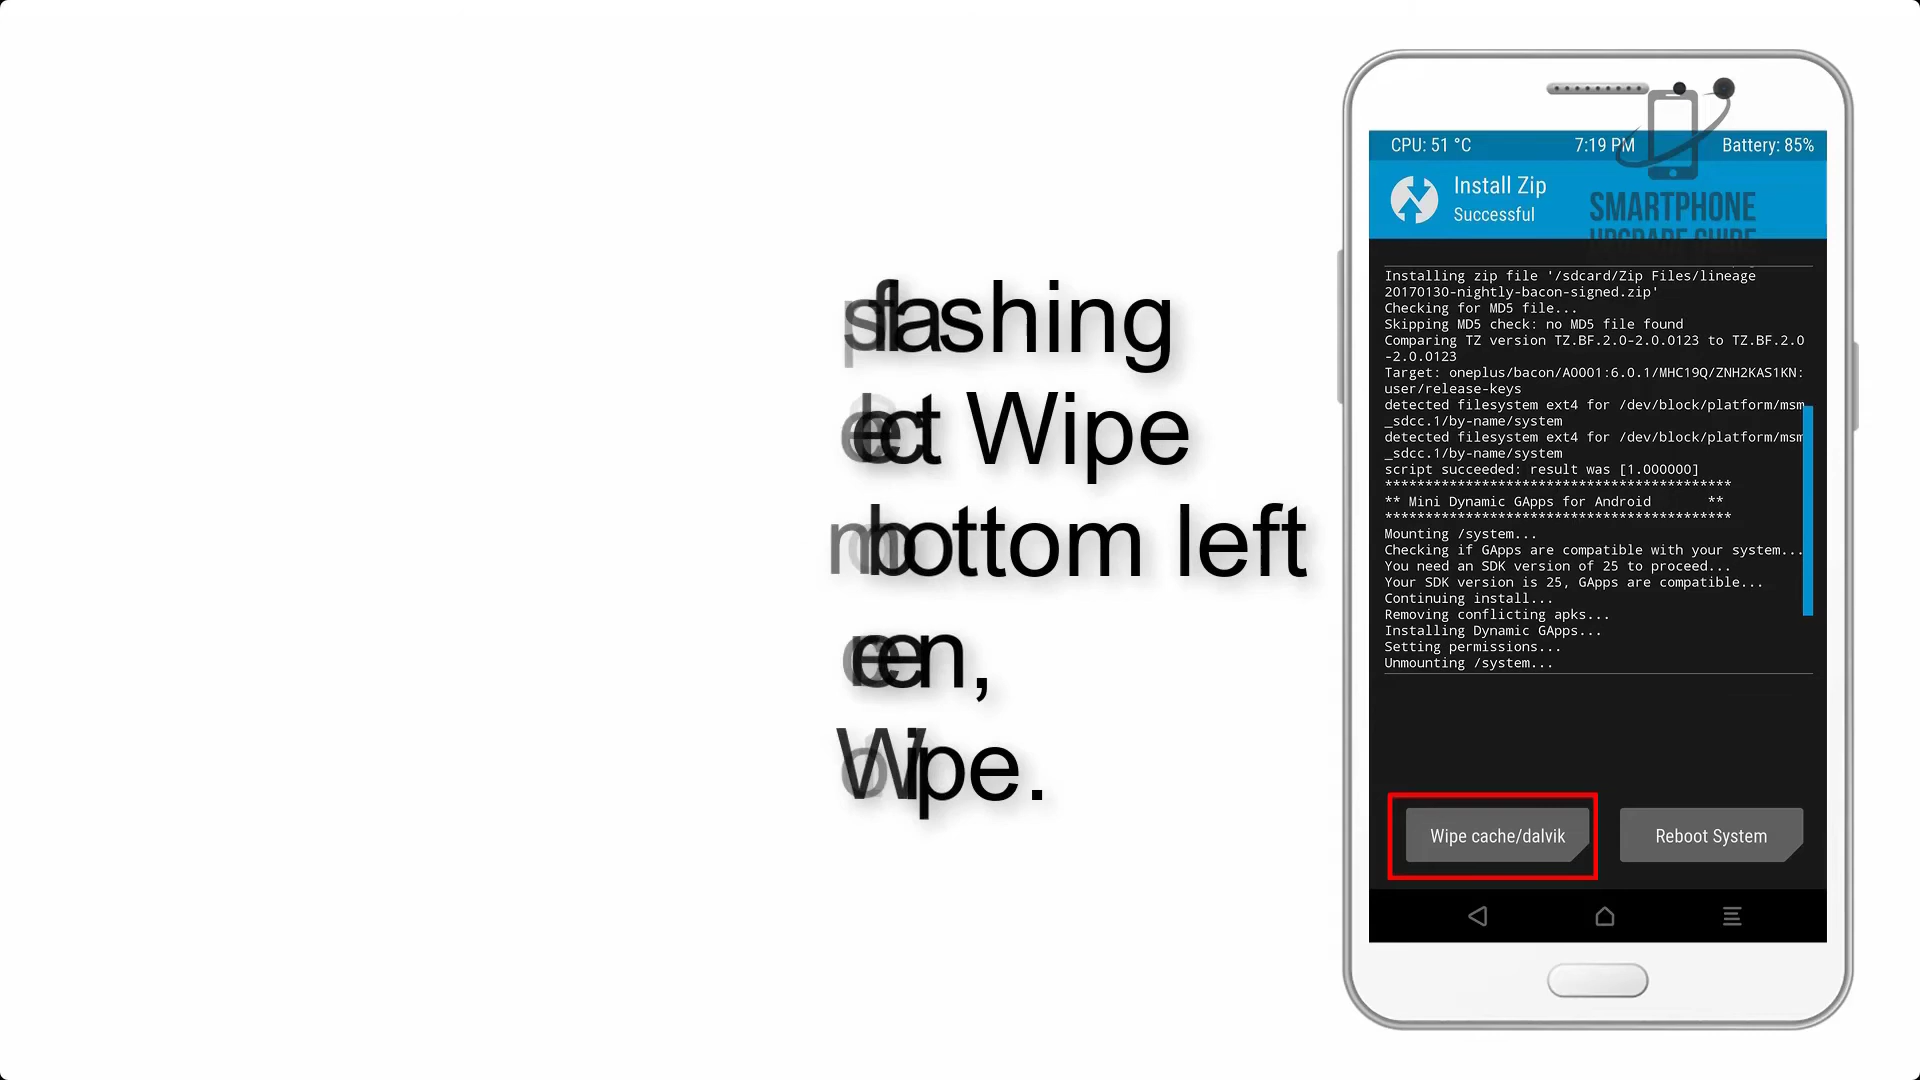 flashing
Wipe
bottom left
Wipe.
CPU: 51 °C
7:19 PM
Battery: 85%
Install Zip
Successful
SMARTPHONE
UPGRADE GUIDE
Installing zip file '/sdcard/Zip Files/lineage
20170130-nightly-bacon-signed.zip'
Checking for MD5 file...
Skipping MD5 check: no MD5 file found
Comparing TZ version TZ.BF.2.0-2.0.0123 to TZ.BF.2.0
-2.0.0123
Target: oneplus/bacon/A0001:6.0.1/MHC19Q/ZNH2KAS1KN:
user/release-keys
detected filesystem ext4 for /dev/block/platform/msm
_sdcc.1/by-name/system
detected filesystem ext4 for /dev/block/platform/msm
_sdcc.1/by-name/system
script succeeded: result was [1.000000]
*******************************************
** Mini Dynamic GApps for Android       **
*******************************************
Mounting /system...
Checking if GApps are compatible with your system...
You need an SDK version of 25 to proceed...
Your SDK version is 25, GApps are compatible...
Continuing install...
Removing conflicting apks...
Installing Dynamic GApps...
Setting permissions...
Unmounting /system...
Wipe cache/dalvik
Reboot System